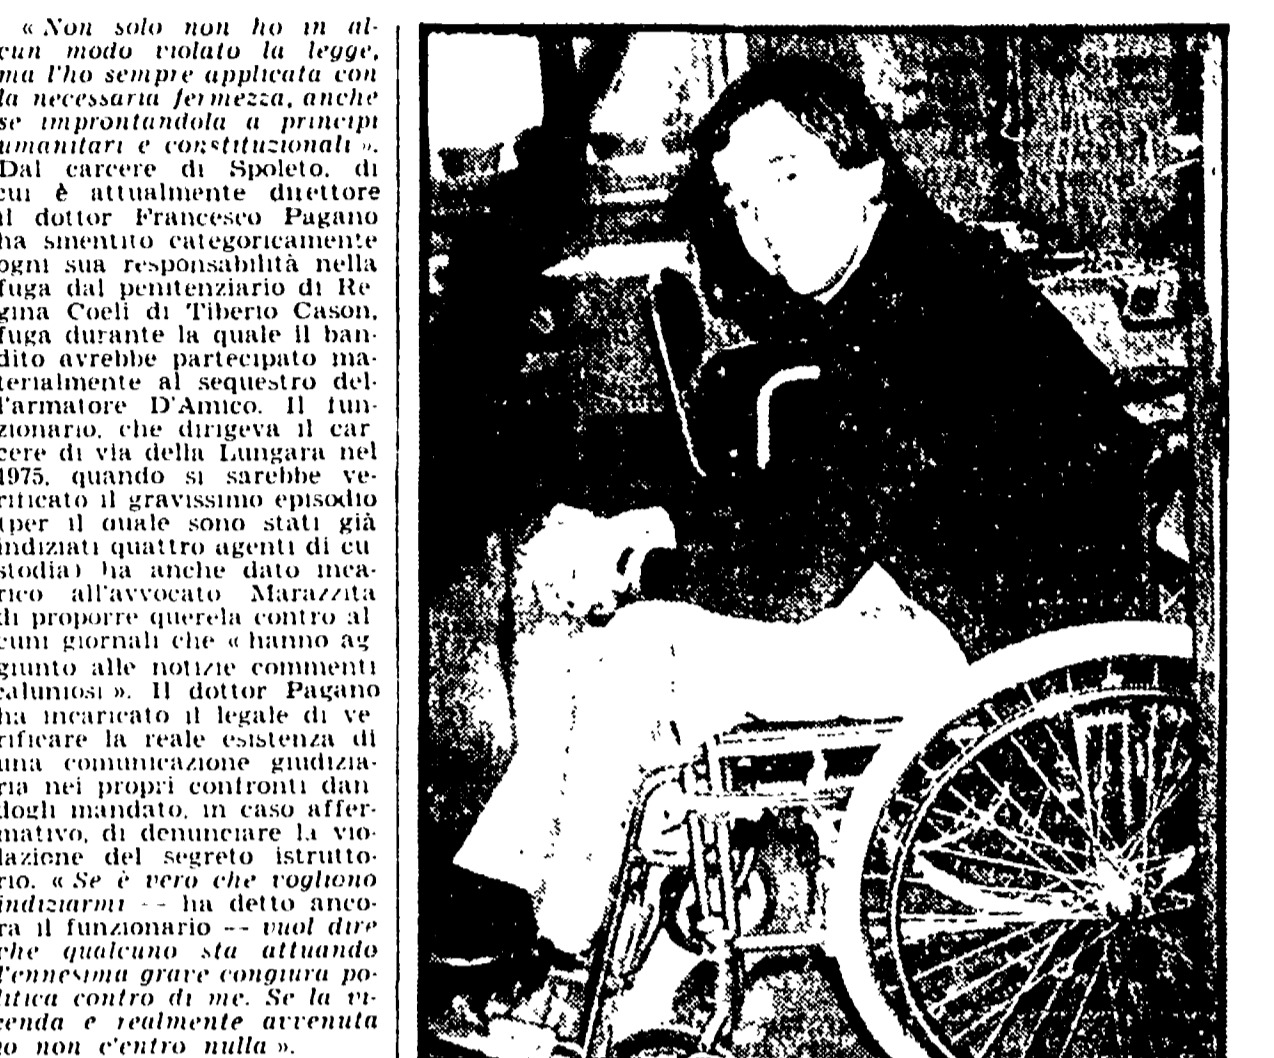 « Non solo non ho in al-
cun modo violato la legge,
ma l'ho sempre applicata con
la necessaria fermezza, anche
se improntandola a principi
umanitari e constituzionali ».
Dal carcere di Spoleto, di
cui è attualmente direttore
il dottor Francesco Pagano
ha smentito categoricamente
ogni sua responsabilità nella
fuga dal penitenziario di Re
gina Coeli di Tiberio Cason,
fuga durante la quale il ban-
dito avrebbe partecipato ma-
terialmente al sequestro del-
l'armatore D'Amico. Il fun-
zionario, che dirigeva il car
cere di via della Lungara nel
1975, quando si sarebbe ve-
rificato il gravissimo episodio
(per il quale sono stati già
indiziati quattro agenti di cu
stodia) ha anche dato inca-
rico all'avvocato Marazzita
di proporre querela contro al
cuni giornali che « hanno ag
giunto alle notizie commenti
caluniosi ». Il dottor Pagano
ha incaricato il legale di ve
rificare la reale esistenza di
una comunicazione giudizia-
ria nei propri confronti dan
dogli mandato, in caso affer-
mativo, di denunciare la vio-
lazione del segreto istrutto-
rio. « Se è vero che vogliono
indiziarmi -- ha detto anco-
ra il funzionario -- vuol dire
che qualcuno sta attuando
l'ennesima grave congiura po-
litica contro di me. Se la vi-
cenda e realmente avvenuta
io non c'entro nulla ».